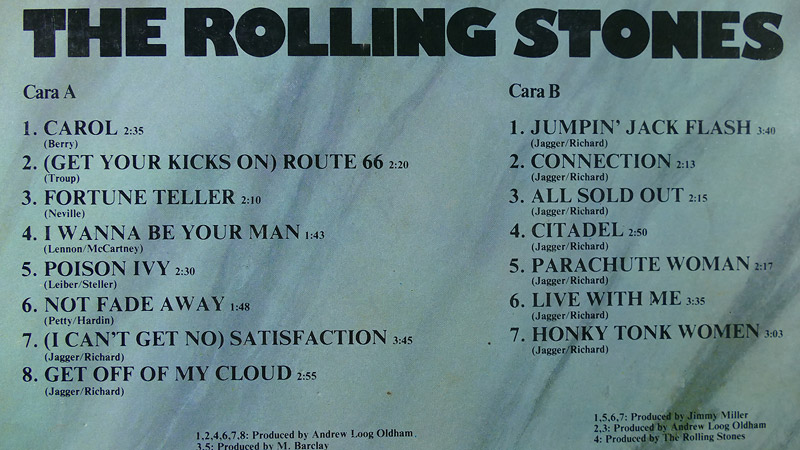 THE ROLLING STONES
Cara A
1. CAROL 2:35
(Berry)
2. (GET YOUR KICKS ON) ROUTE 66 2:20
(Troup)
3. FORTUNE TELLER 2:10
(Neville)
4. I WANNA BE YOUR MAN 1:43
(Lennon/McCartney)
5. POISON IVY 2:30
(Leiber/Steller)
6. NOT FADE AWAY 1:48
(Petty/Hardin)
7. (I CAN'T GET NO) SATISFACTION 3:45
(Jagger/Richard)
8. GET OFF OF MY CLOUD 2:55
(Jagger/Richard)
1,2,4,6,7,8: Produced by Andrew Loog Oldham
3,5: Produced by M. Barclay
Cara B
1. JUMPIN' JACK FLASH 3:40
(Jagger/Richard)
2. CONNECTION 2:13
(Jagger/Richard)
3. ALL SOLD OUT 2:15
(Jagger/Richard)
4. CITADEL 2:50
(Jagger/Richard)
5. PARACHUTE WOMAN 2:17
(Jagger/Richard)
6. LIVE WITH ME 3:35
(Jagger/Richard)
7. HONKY TONK WOMEN 3:03
(Jagger/Richard)
1,5,6,7: Produced by Jimmy Miller
2,3: Produced by Andrew Loog Oldham
4: Produced by The Rolling Stones